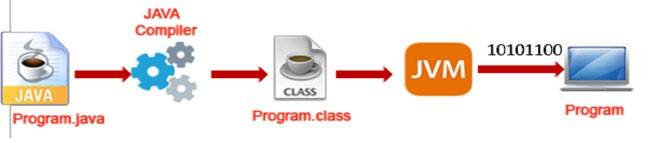 JAVA
Compiler
JAVA
Program.java
CLASS
Program.class
JVM
10101100
Program